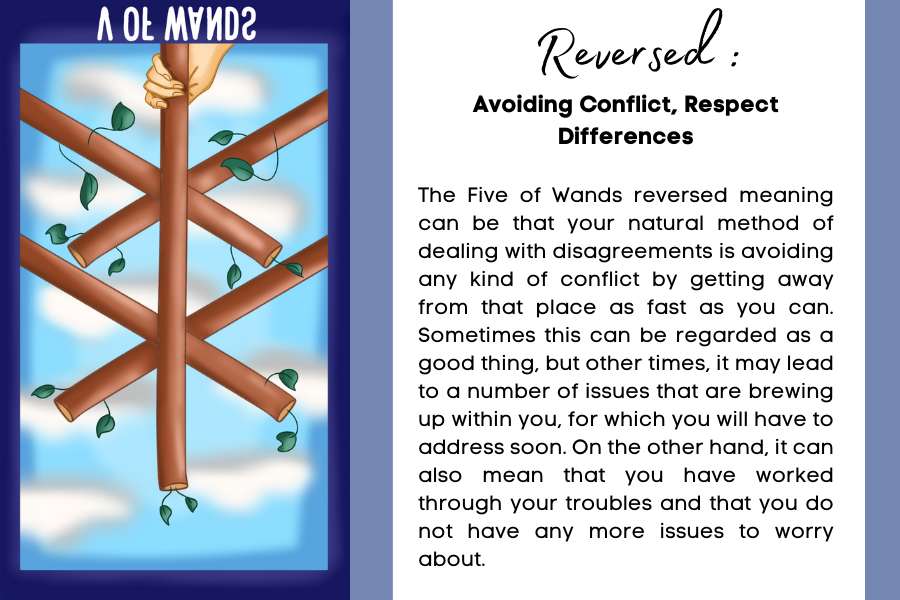 V OF WANDS
Reversed :
Avoiding Conflict, Respect
Differences
The Five of Wands reversed meaning
can be that your natural method of
dealing with disagreements is avoiding
any kind of conflict by getting away
from that place as fast as you can.
Sometimes this can be regarded as a
good thing, but other times, it may lead
to a number of issues that are brewing
up within you, for which you will have to
address soon. On the other hand, it can
also mean that you have worked
through your troubles and that you do
not have any more issues to worry
about.